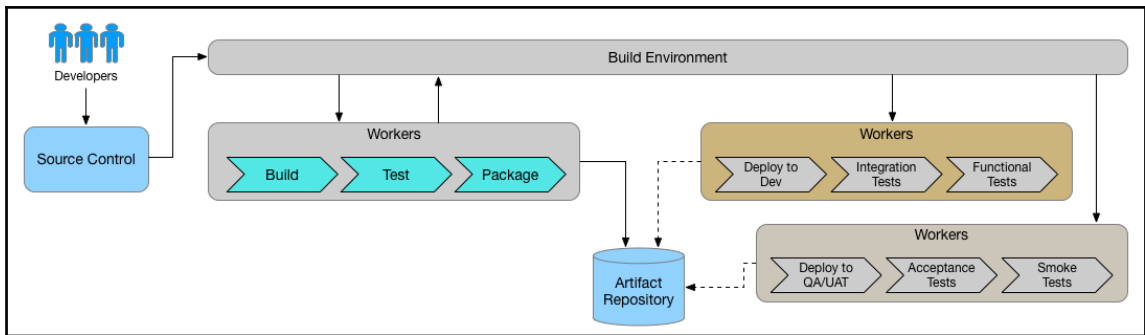 Developers
Source Control
Build Environment
Workers
Build
Test
Package
Workers
Deploy to
Dev
Integration
Tests
Functional
Tests
Workers
Deploy to
QA/UAT
Acceptance
Tests
Smoke
Tests
Artifact
Repository